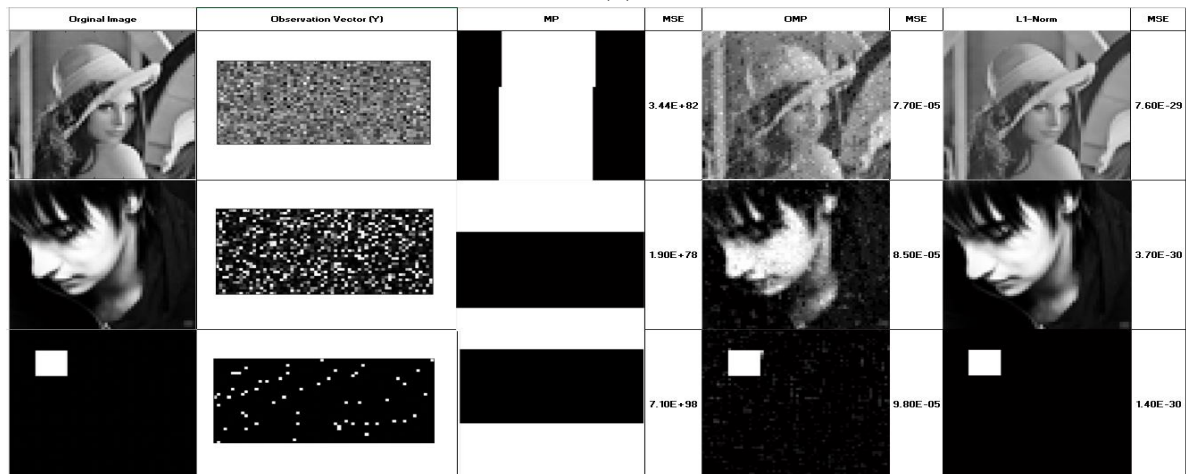 Orginal Image Observation Vector (Y) MP MSE OMP MSE L1-Norm MSE
3.44E+82 7.70E-05 7.60E-29
1.90E+78 8.50E-05 3.70E-30
7.10E+98 9.80E-05 1.40E-30